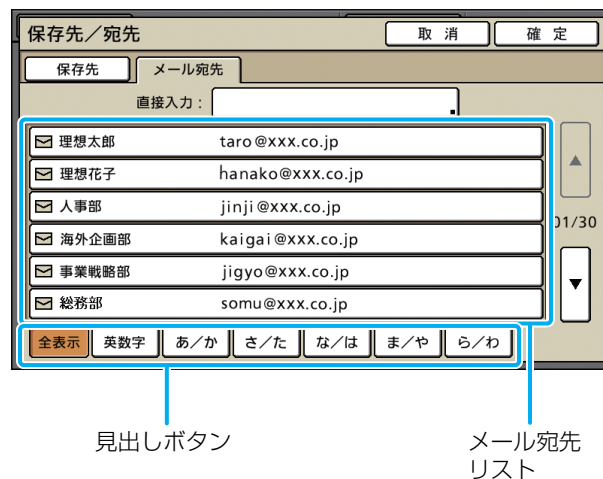 保存先／宛先 取 消 確 定
保存先 メール宛先
直接入力：
理想太郎 taro@xxx.co.jp
理想花子 hanako@xxx.co.jp
人事部 jinji@xxx.co.jp
01/30
海外企画部 kaigai@xxx.co.jp
事業戦略部 jigyo@xxx.co.jp
総務部 somu@xxx.co.jp
全表示 英数字 あ／か さ／た な／は ま／や ら／わ
見出しボタン メール宛先
リスト